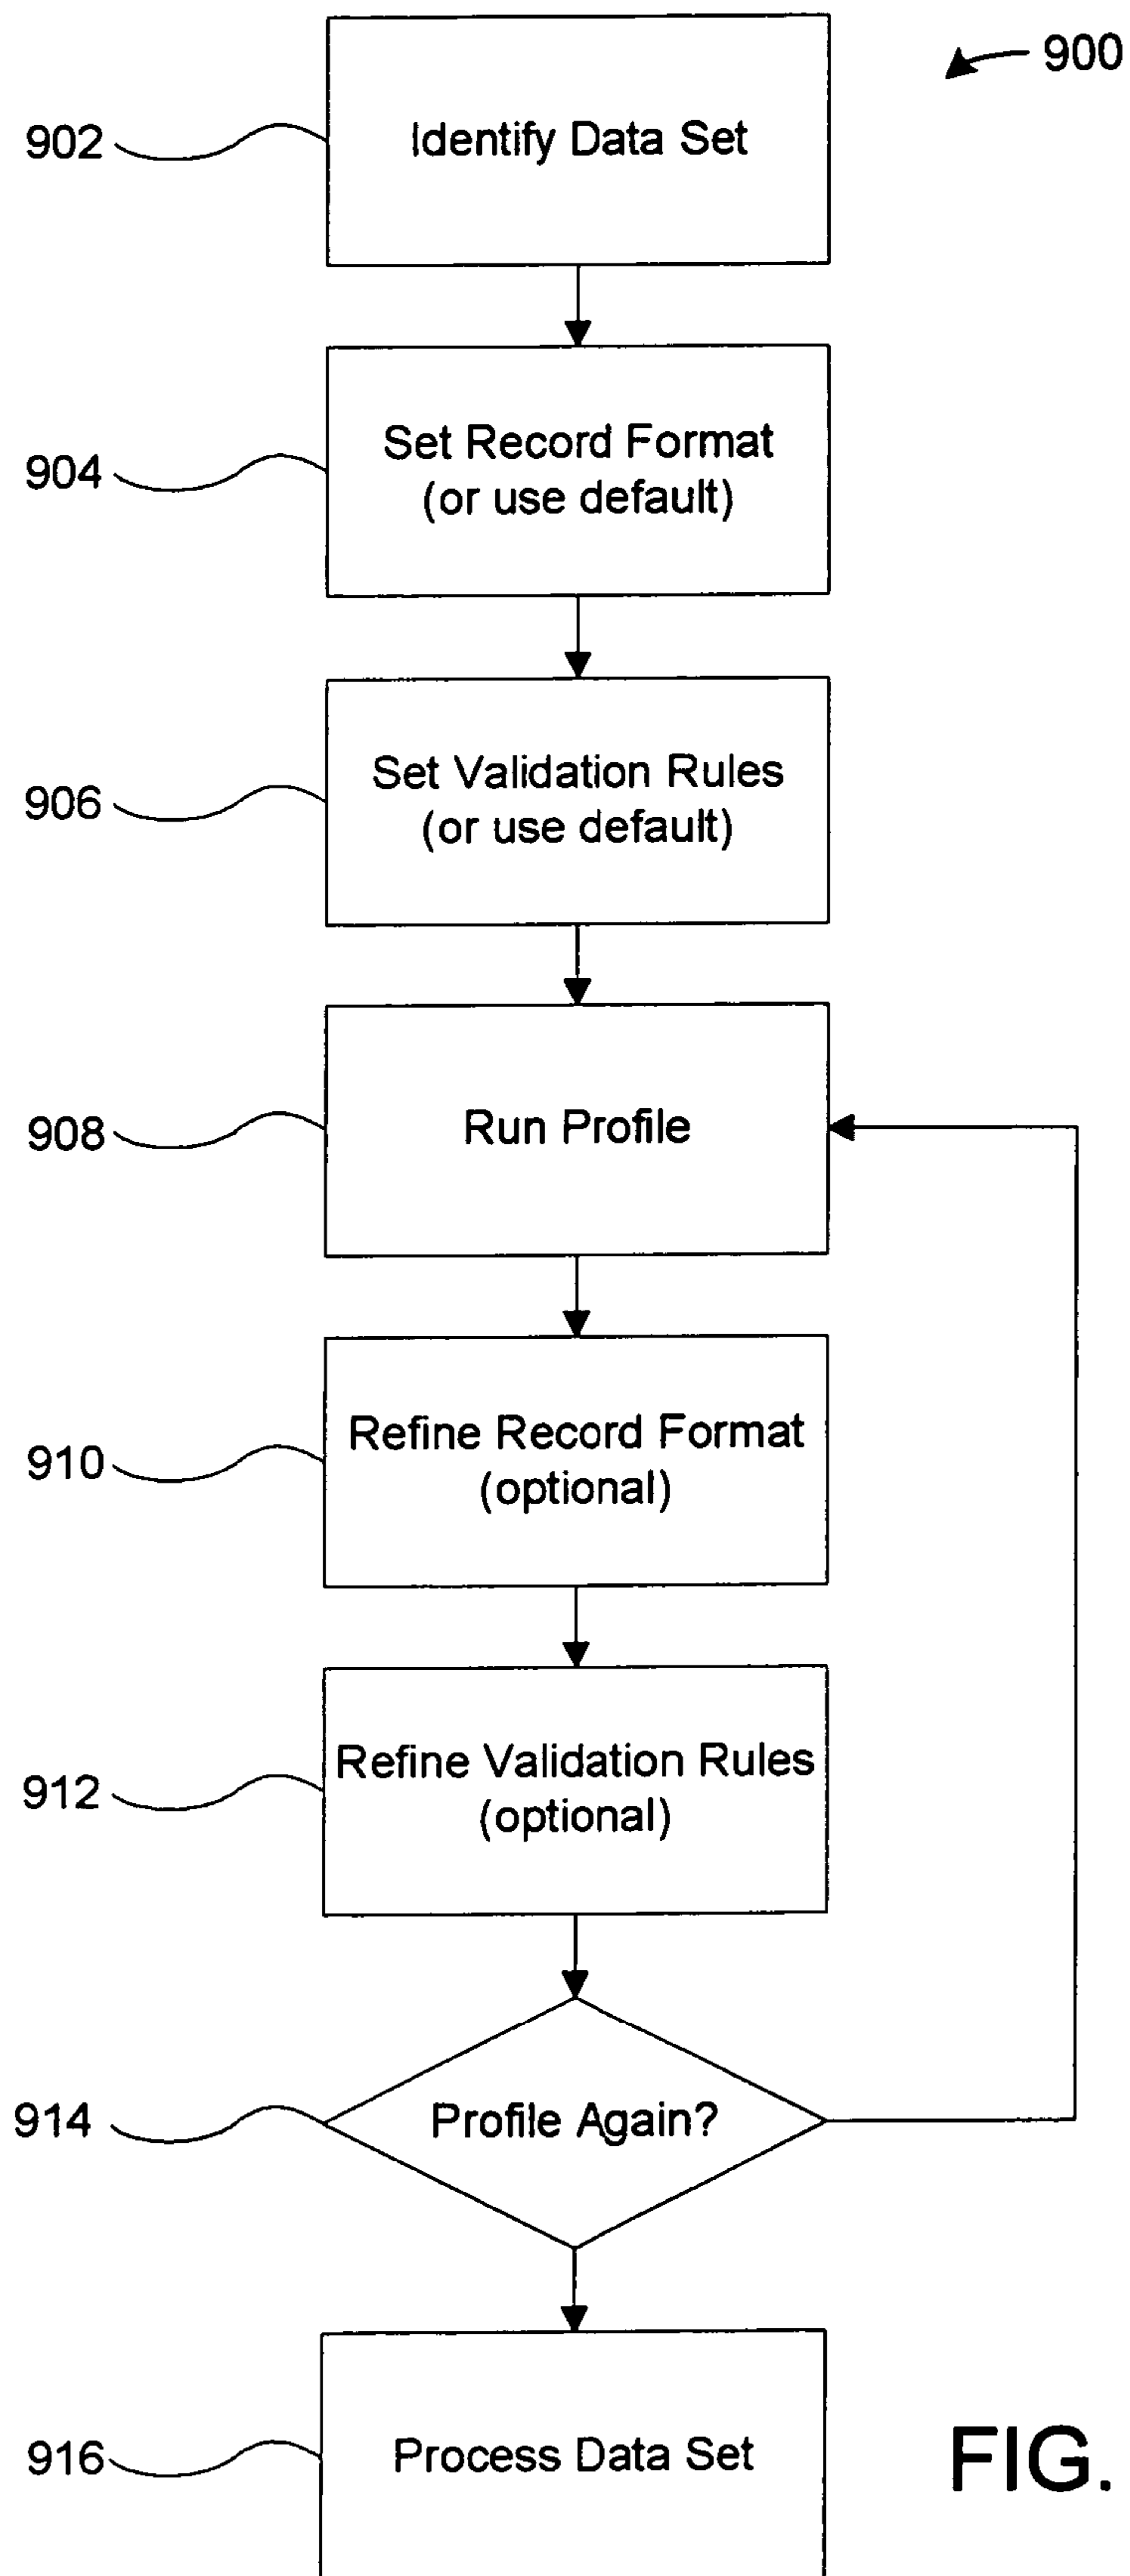 900
902
Identify Data Set
904
Set Record Format
(or use default)
906
Set Validation Rules
(or use default)
908
Run Profile
910
Refine Record Format
(optional)
912
Refine Validation Rules
(optional)
914
Profile Again?
916
Process Data Set
FIG.